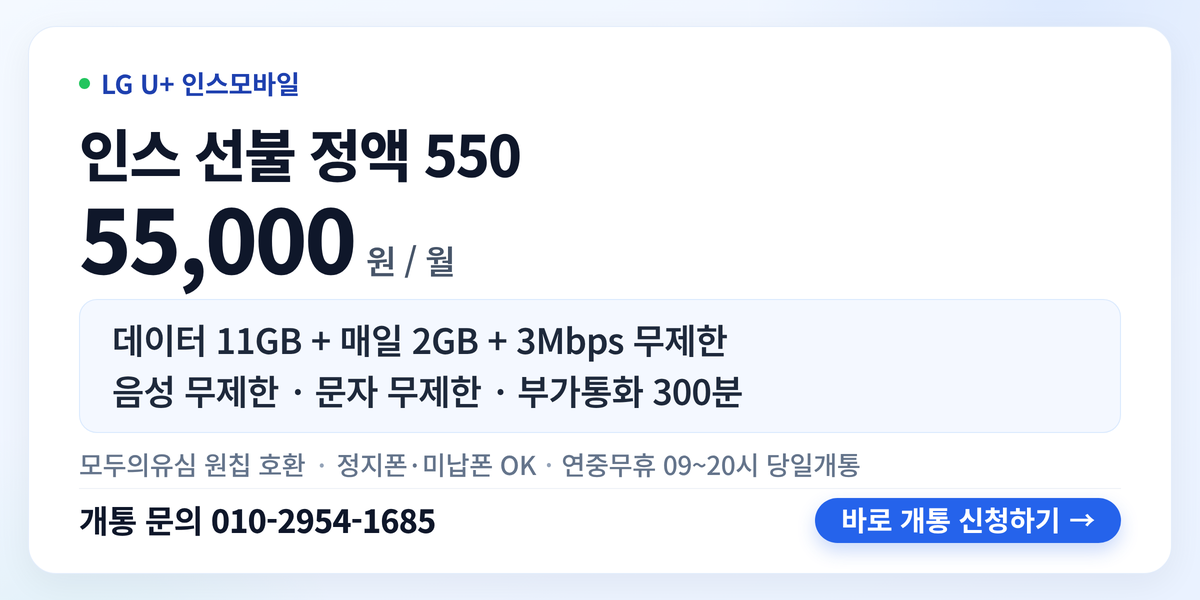 LG U+ 인스모바일
인스 선불 정액 550
55,000 원 / 월
데이터 11GB + 매일 2GB + 3Mbps 무제한
음성 무제한 · 문자 무제한 · 부가통화 300분
모두의유심 원칩 호환 · 정지폰·미납폰 OK · 연중무휴 09~20시 당일개통
개통 문의 010-2954-1685
바로 개통 신청하기 →